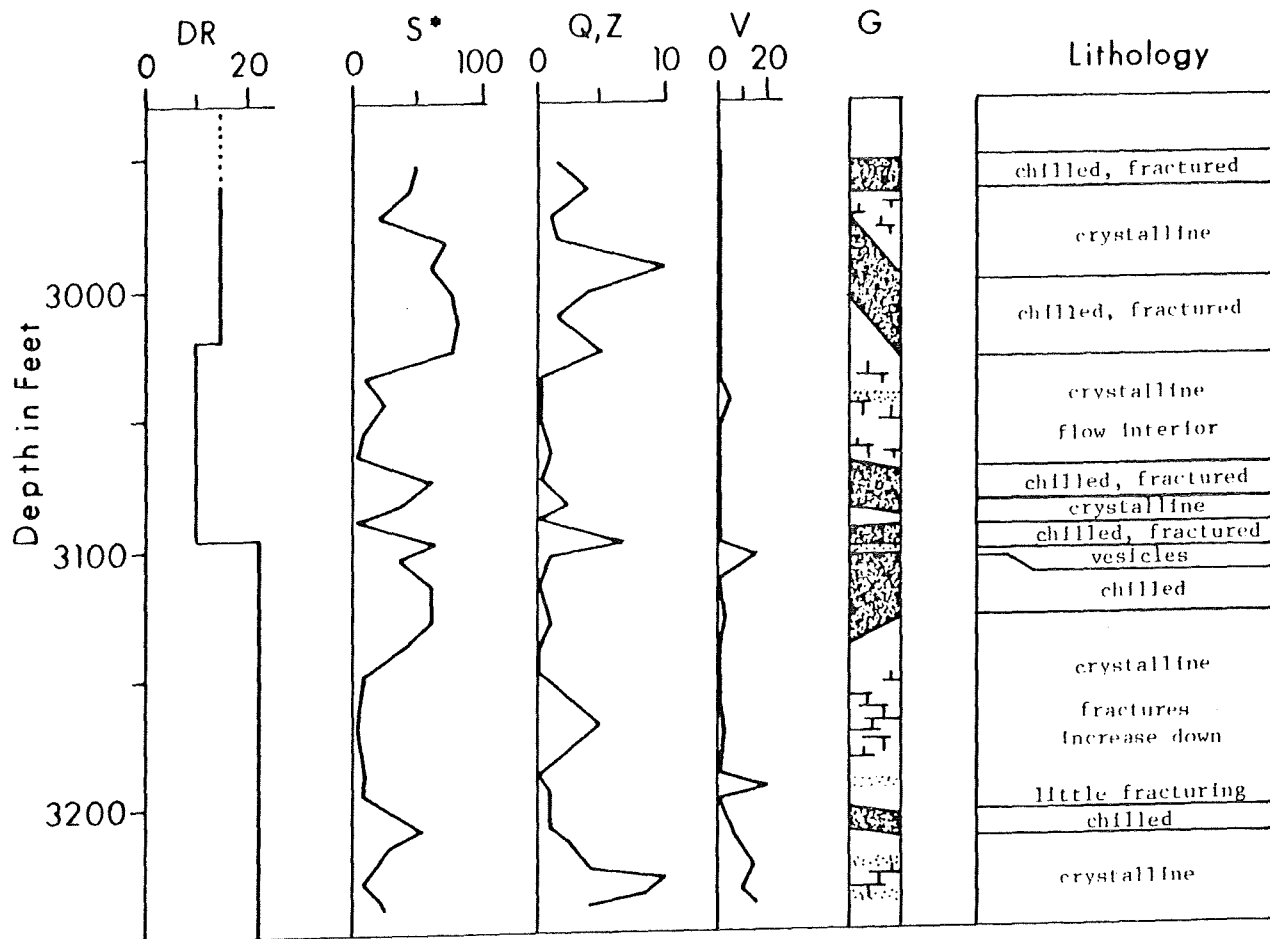 DR
S*
Q,Z
V
G
Lithology
0 20
0 100
0 10
0 20
Depth in Feet
3000
3100
3200
chilled, fractured
crystalline
chilled, fractured
crystalline
flow interior
chilled, fractured
crystalline
chilled, fractured
vesicles
chilled
crystalline
fractures
increase down
little fracturing
chilled
crystalline